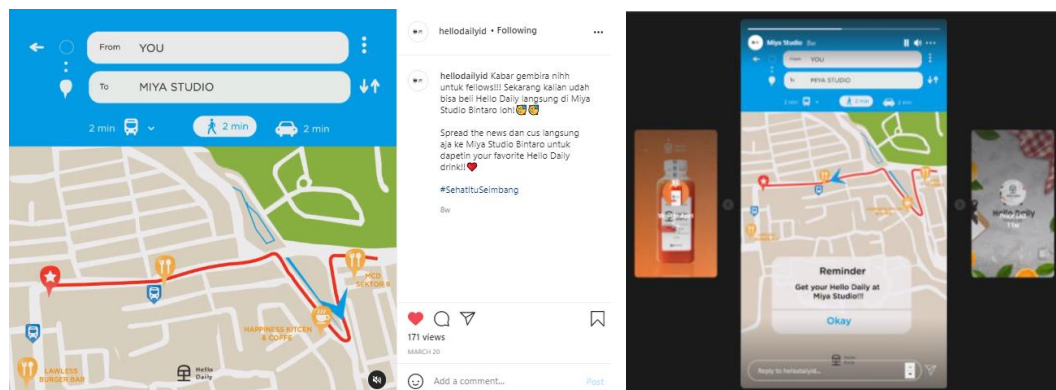 From YOU
To MIYA STUDIO
2 min 2 min 2 min
MCD
SEKTOR 9
HAPPINESS KITCEN
& COFFE
LAWLESS
BURGER BAR
Hello
Daily
hellodailyid • Following
hellodailyid Kabar gembira nihh
untuk fellows!!! Sekarang kalian udah
bisa beli Hello Daily langsung di Miya
Studio Bintaro loh!
Spread the news dan cus langsung
aja ke Miya Studio Bintaro untuk
dapetin your favorite Hello Daily
drink!!
#SehatituSeimbang
8w
171 views
MARCH 20
Add a comment... Post
Miya Studio 8w
From YOU
To MIYA STUDIO
2 min 2 min 2 min
Reminder
Get your Hello Daily at
Miya Studio!!!
Okay
Reply to hellodailyid...
Hello Daily
11w